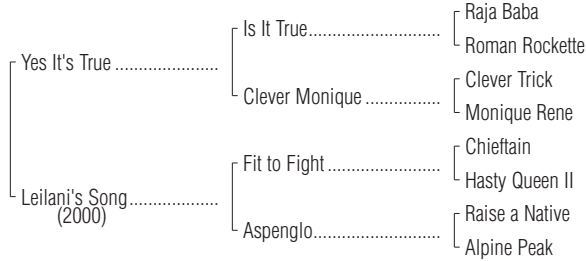 Raja Baba
Is It True
Roman Rockette
Yes It's True
Clever Trick
Clever Monique
Monique Rene
Chieftain
Fit to Fight
Hasty Queen II
Leilani's Song
(2000)
Raise a Native
Aspenglo
Alpine Peak